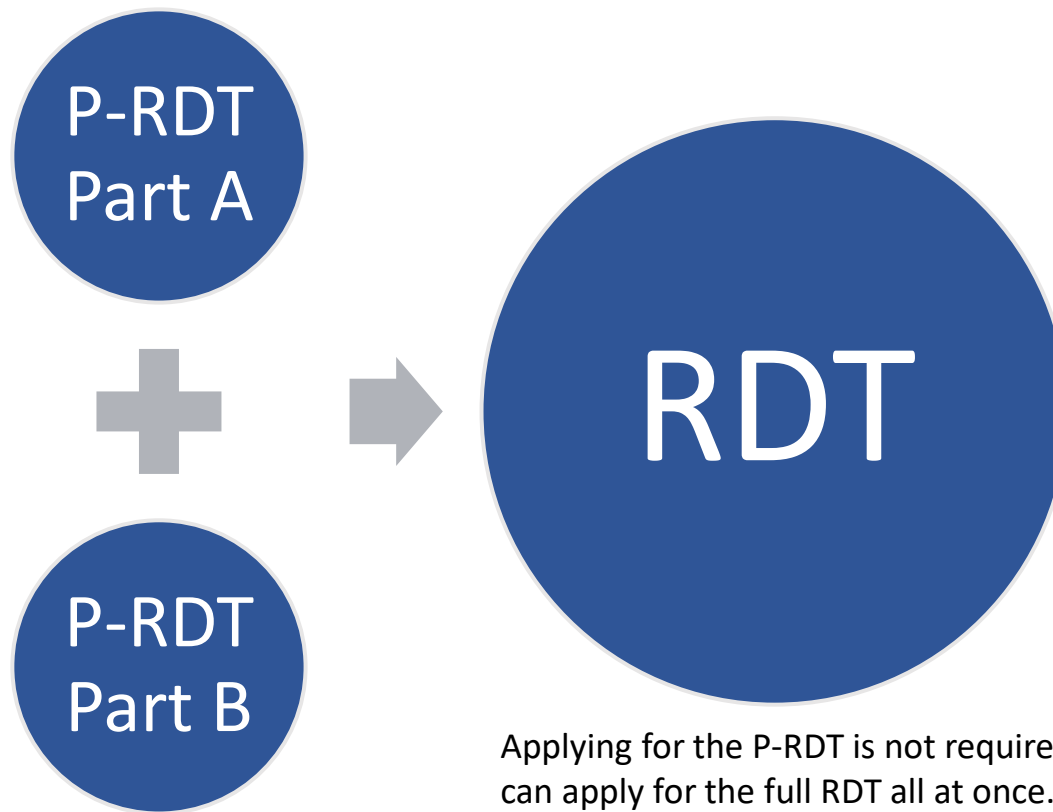 P-RDT
Part A
RDT
P-RDT
Part B
Applying for the P-RDT is not require
can apply for the full RDT all at once.